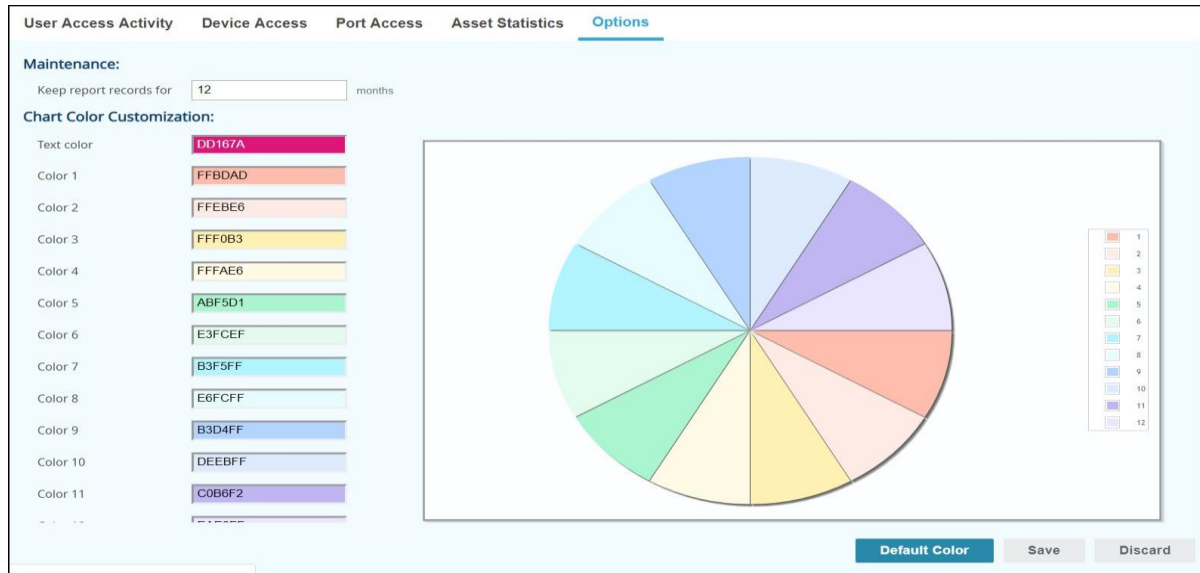 User Access Activity Device Access Port Access Asset Statistics Options
Maintenance:
Keep report records for 12 months
Chart Color Customization:
Text color DD167A
Color 1 FFBDAD
Color 2 FFEBE6
Color 3 FFF0B3
Color 4 FFFAE6
Color 5 ABF5D1
Color 6 E3FCEF
Color 7 B3F5FF
Color 8 E6FCFF
Color 9 B3D4FF
Color 10 DEEBFF
Color 11 C0B6F2
1
2
3
4
5
6
7
8
9
10
11
12
Default Color Save Discard